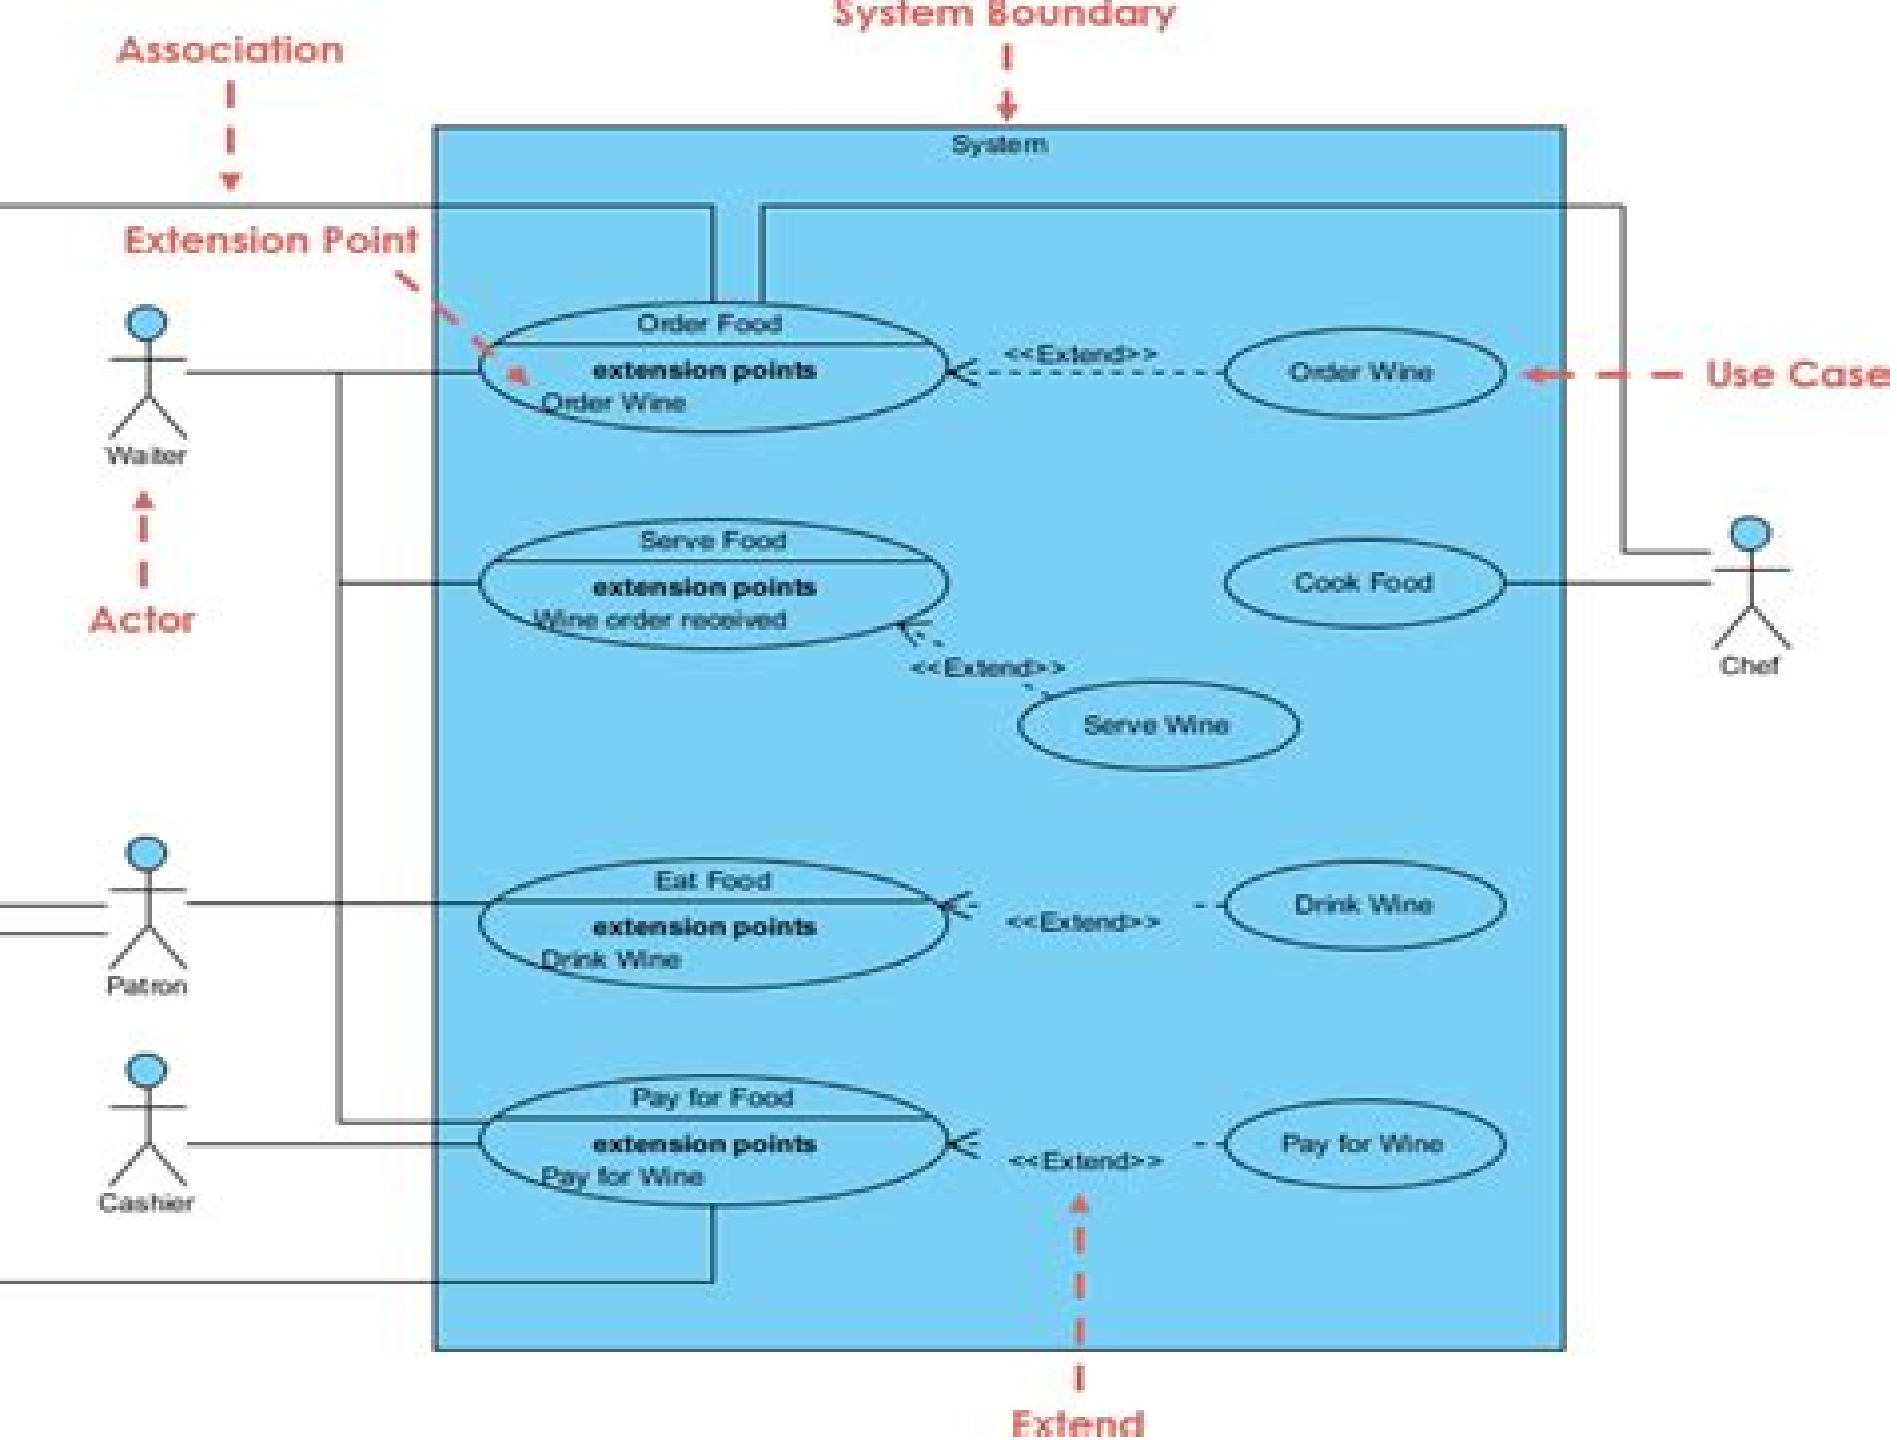 System Boundary
Association
System
Extension Point
Order Food
extension points
Order Wine
<<Extend>>
Order Wine
Use Case
Waiter
Actor
Serve Food
extension points
Wine order received
<<Extend>>
Serve Wine
Cook Food
Chef
Patron
Eat Food
extension points
Drink Wine
<<Extend>>
Drink Wine
Cashier
Pay for Food
extension points
Pay for Wine
<<Extend>>
Pay for Wine
Extend